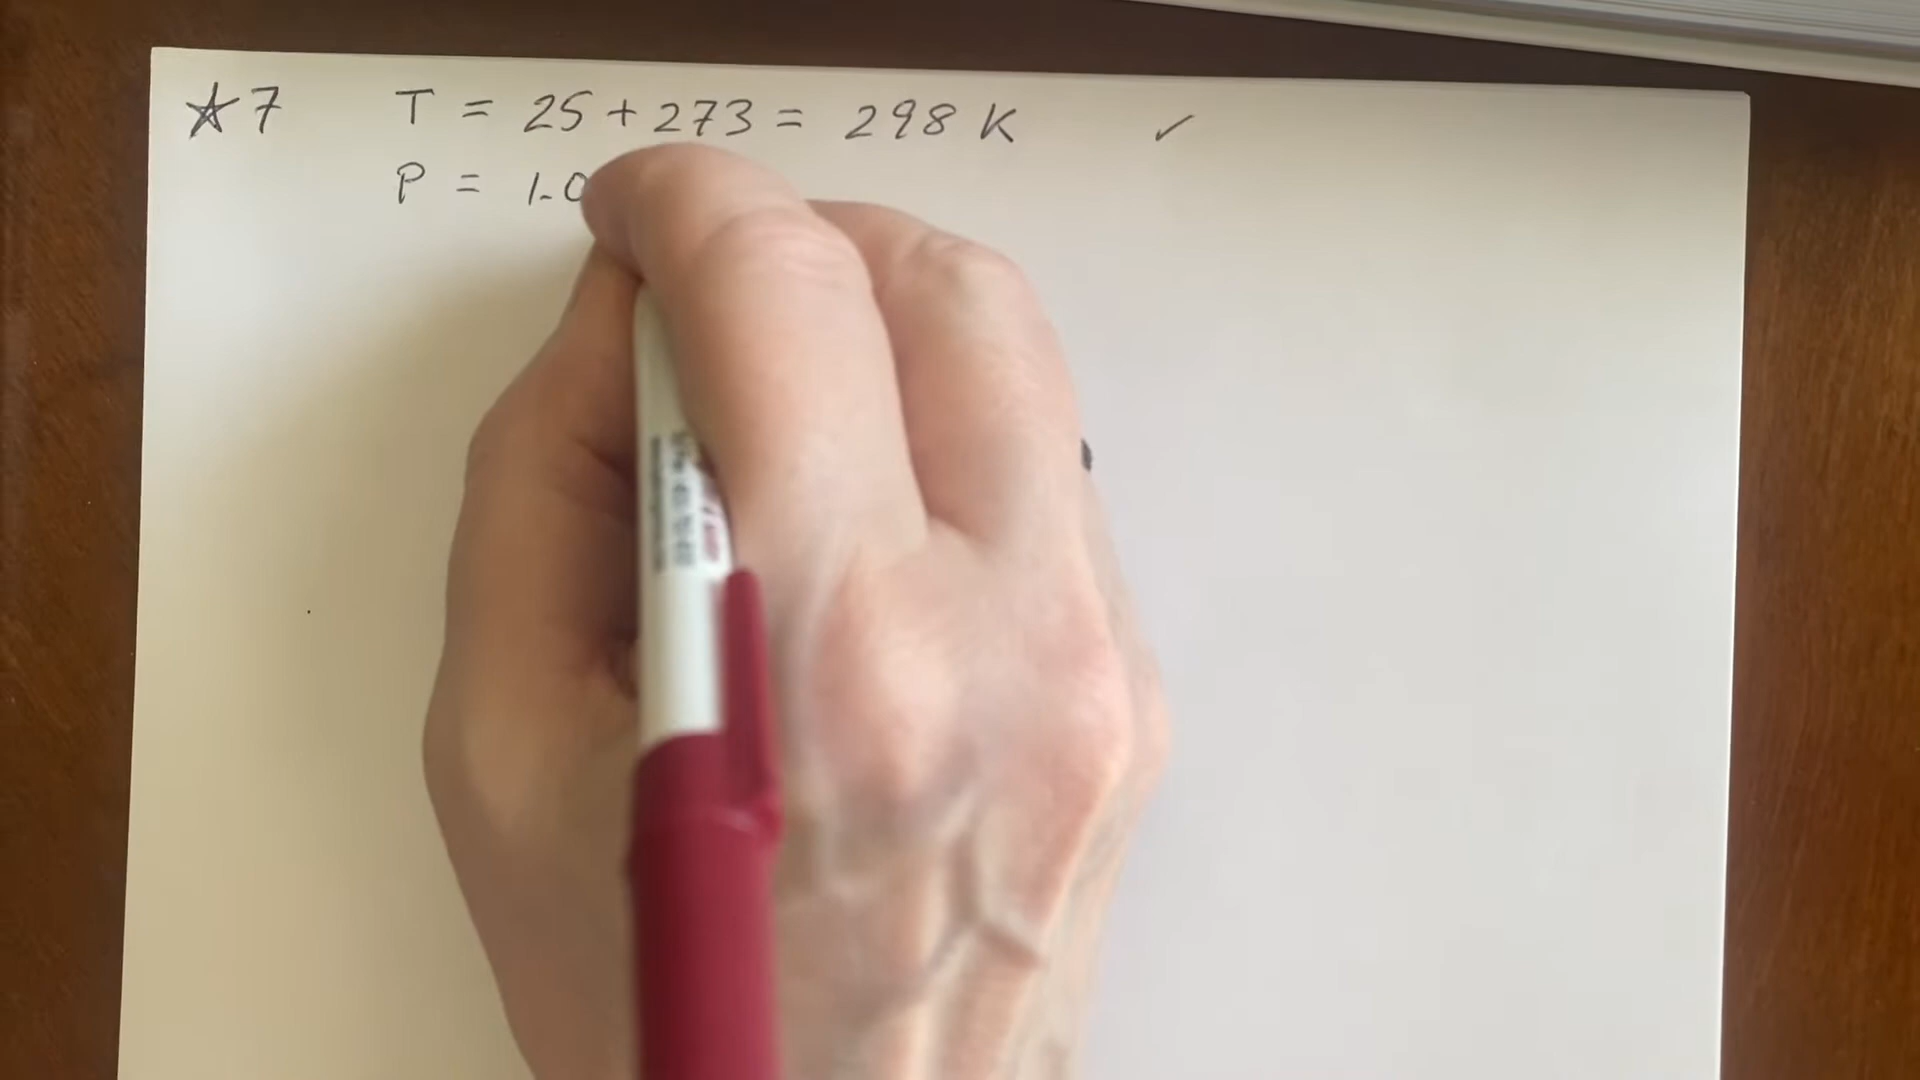 ★7 T = 25 + 273 = 298 K ✓
P = 1.0